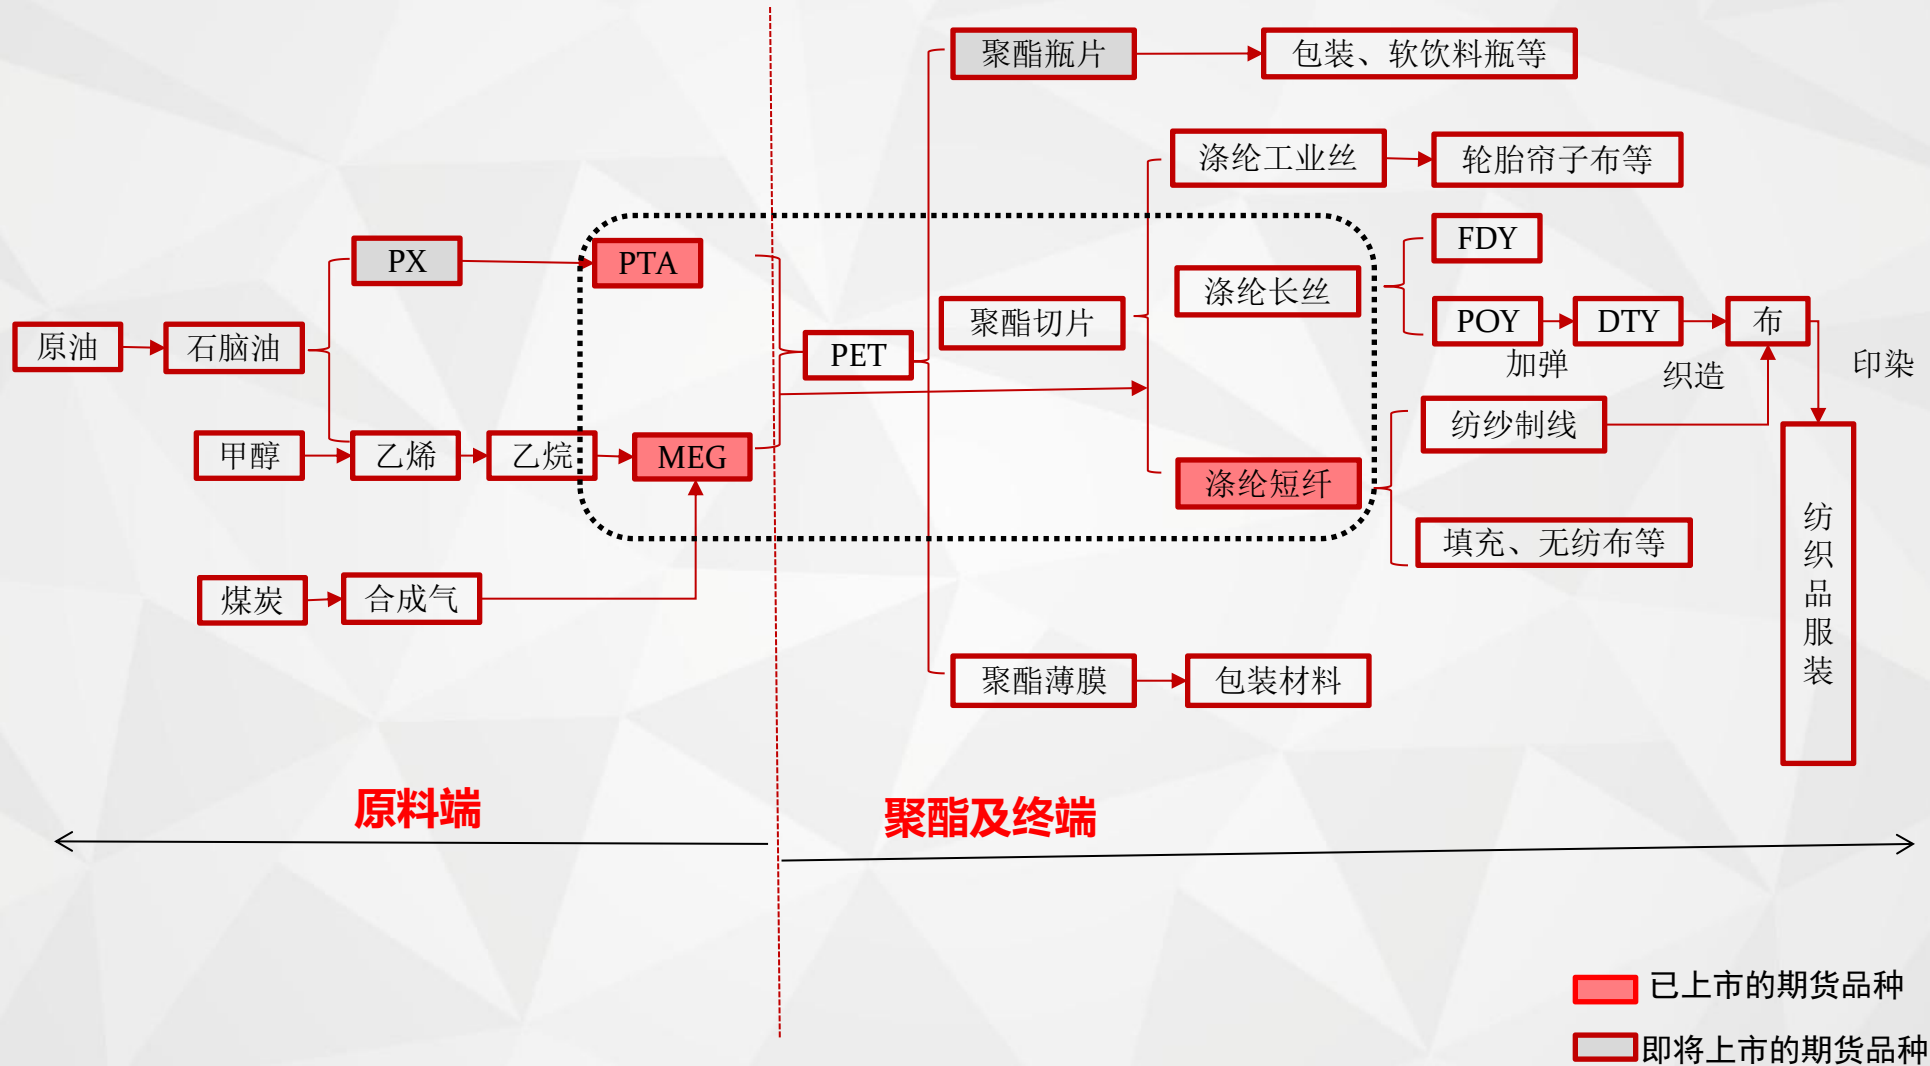 聚酯瓶片
包装、软饮料瓶等
涤纶工业丝
轮胎帘子布等
PX
PTA
FDY
涤纶长丝
原油
石脑油
PET
聚酯切片
POY
DTY
布
加弹
织造
印染
甲醇
乙烯
乙烷
MEG
涤纶短纤
纺纱制线
填充、无纺布等
煤炭
合成气
纺
织
品
服
装
聚酯薄膜
包装材料
原料端
聚酯及终端
已上市的期货品种
即将上市的期货品种